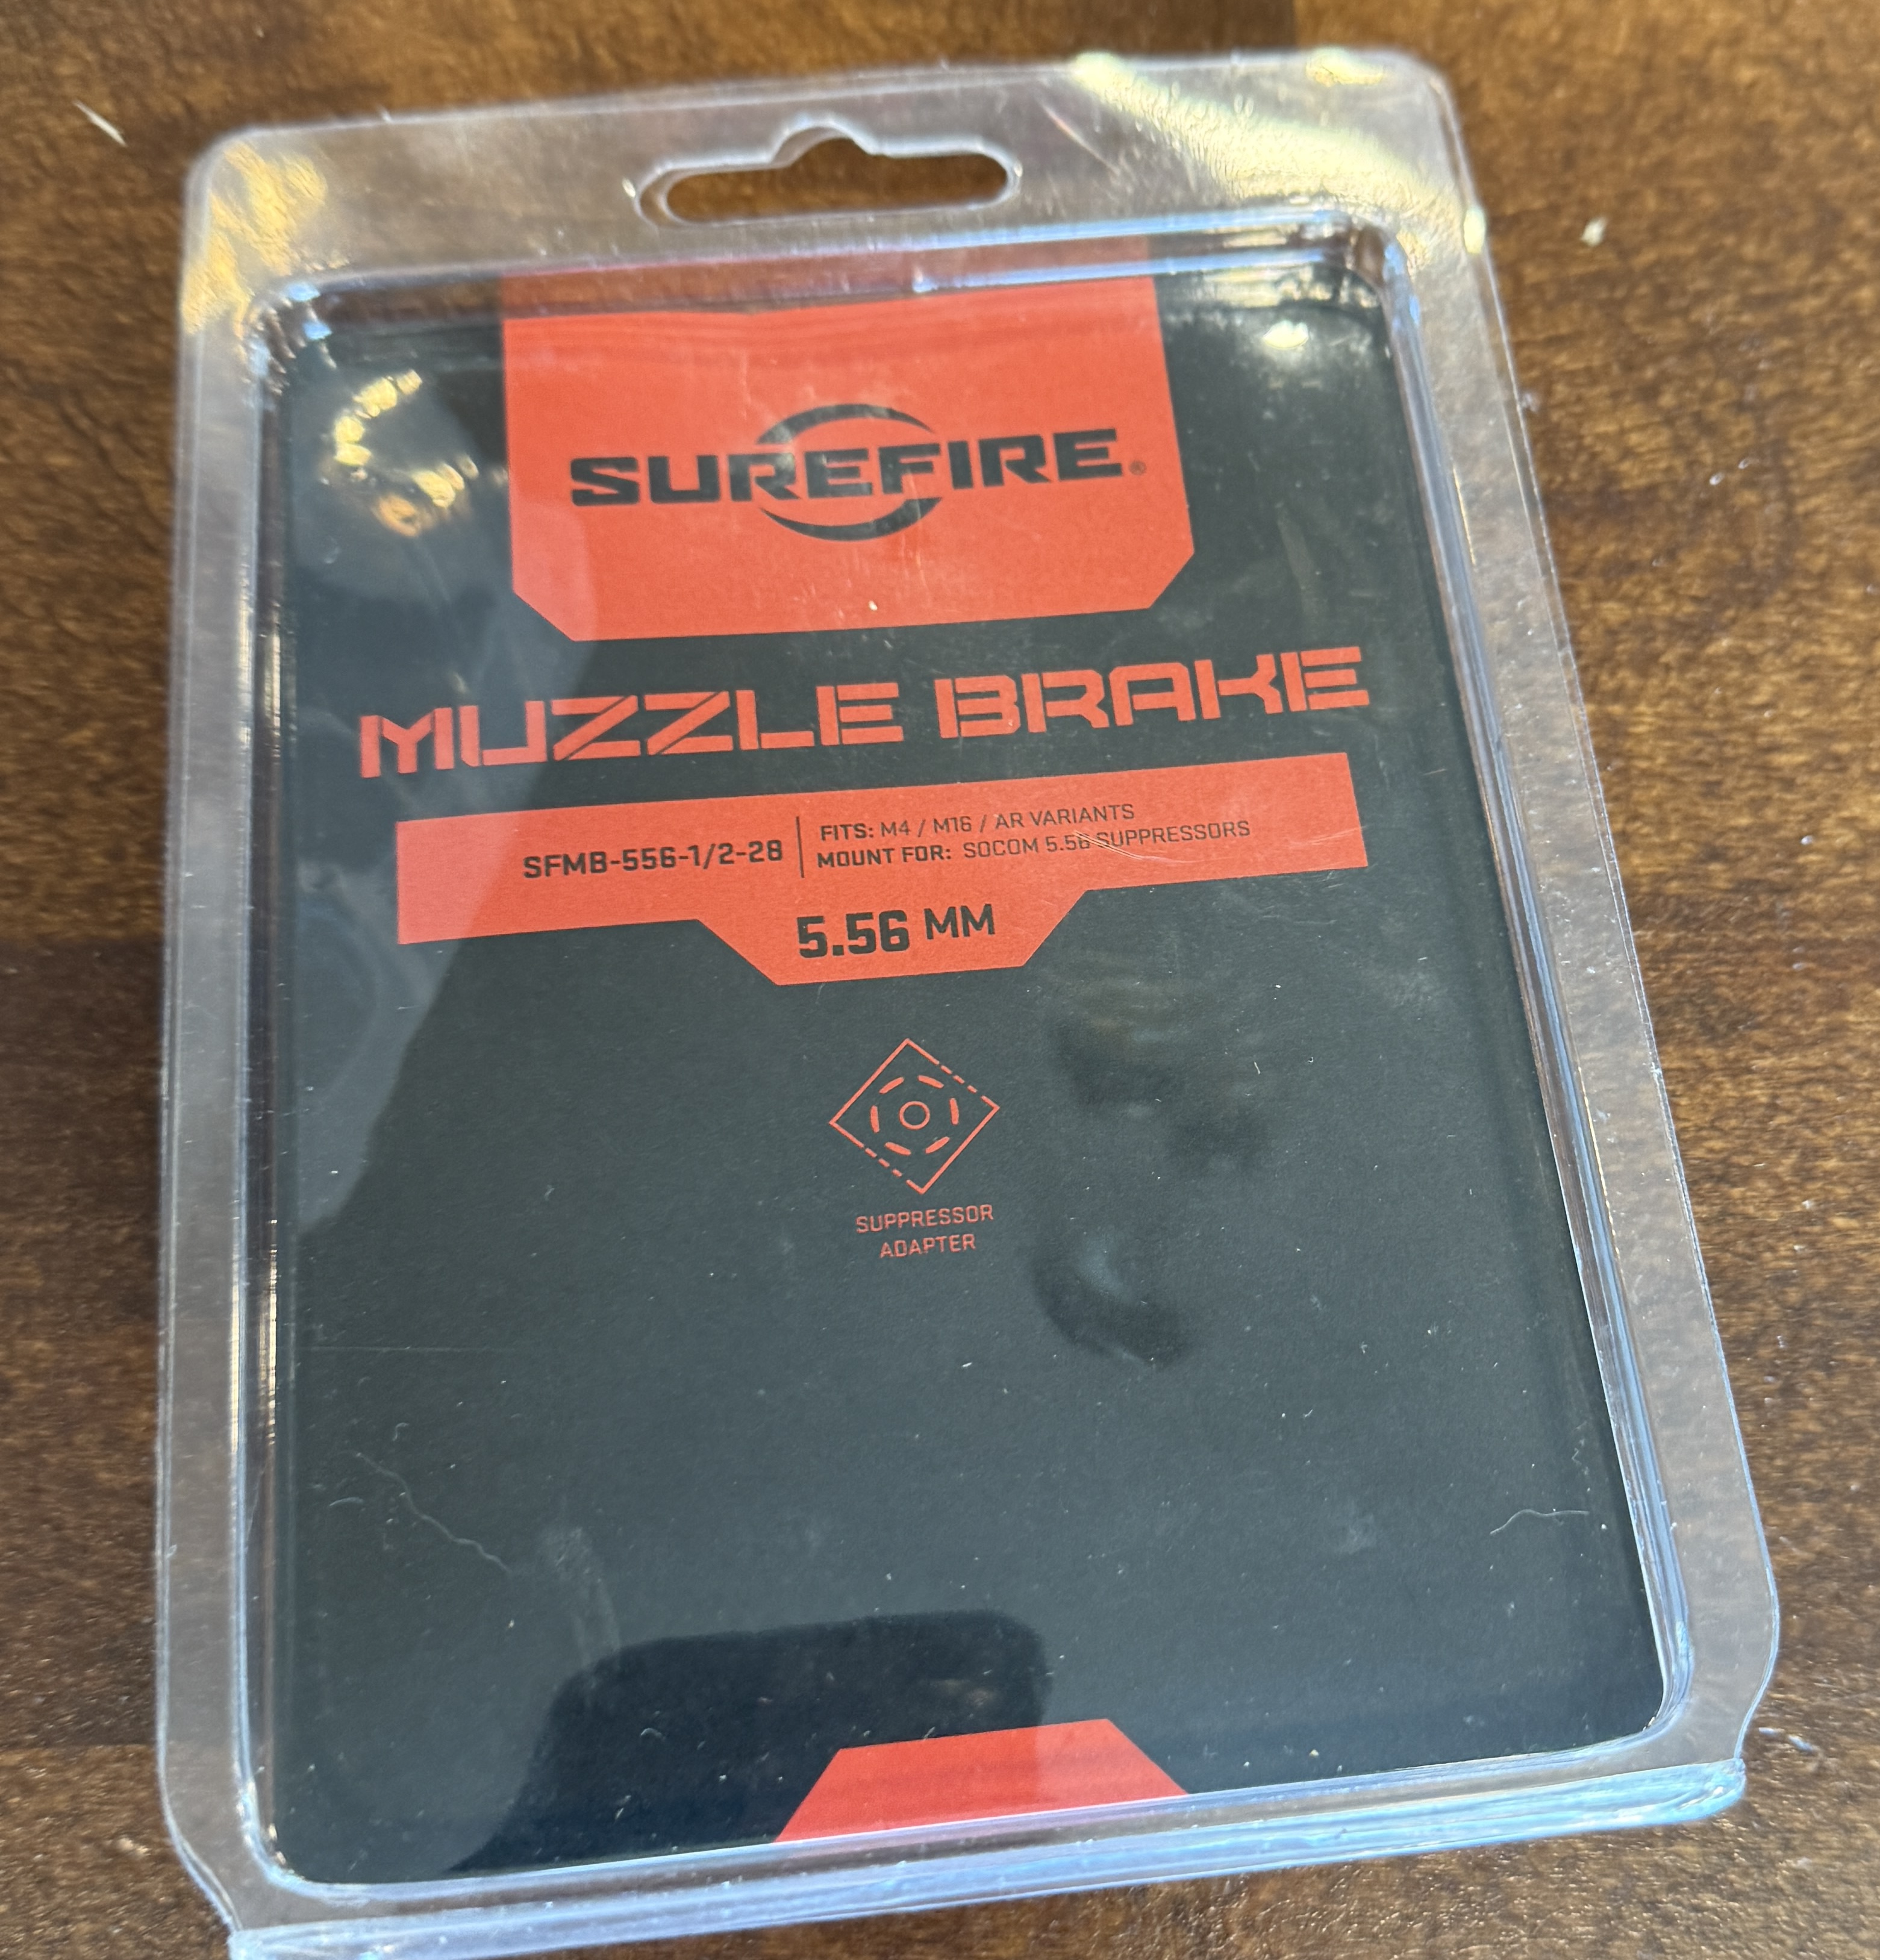 SUREFIRE®
MUZZLE BRAKE
SFMB-556-1/2-28
FITS: M4 / M16 / AR VARIANTS
MOUNT FOR: SOCOM 5.56 SUPPRESSORS
5.56 MM
SUPPRESSOR
ADAPTER